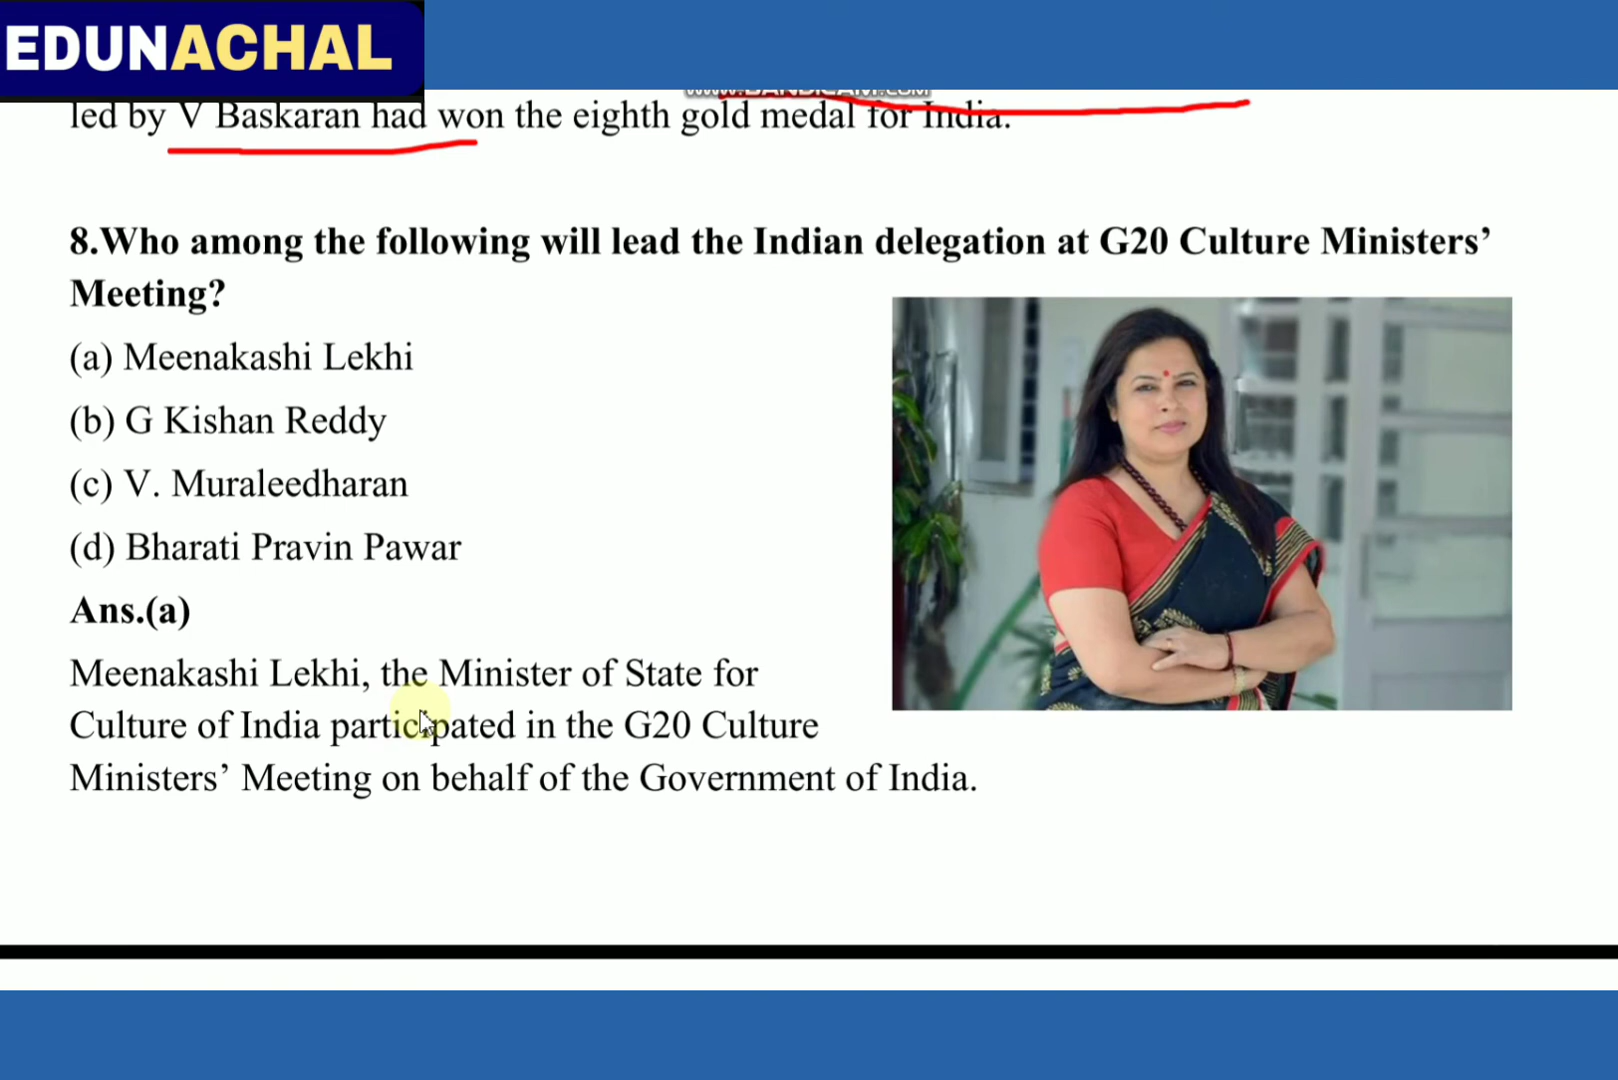 EDUNACHAL
www.BANDICAM.COM
led by V Baskaran had won the eighth gold medal for India.
8.Who among the following will lead the Indian delegation at G20 Culture Ministers’
Meeting?
(a) Meenakashi Lekhi
(b) G Kishan Reddy
(c) V. Muraleedharan
(d) Bharati Pravin Pawar
Ans.(a)
Meenakashi Lekhi, the Minister of State for
Culture of India participated in the G20 Culture
Ministers’ Meeting on behalf of the Government of India.